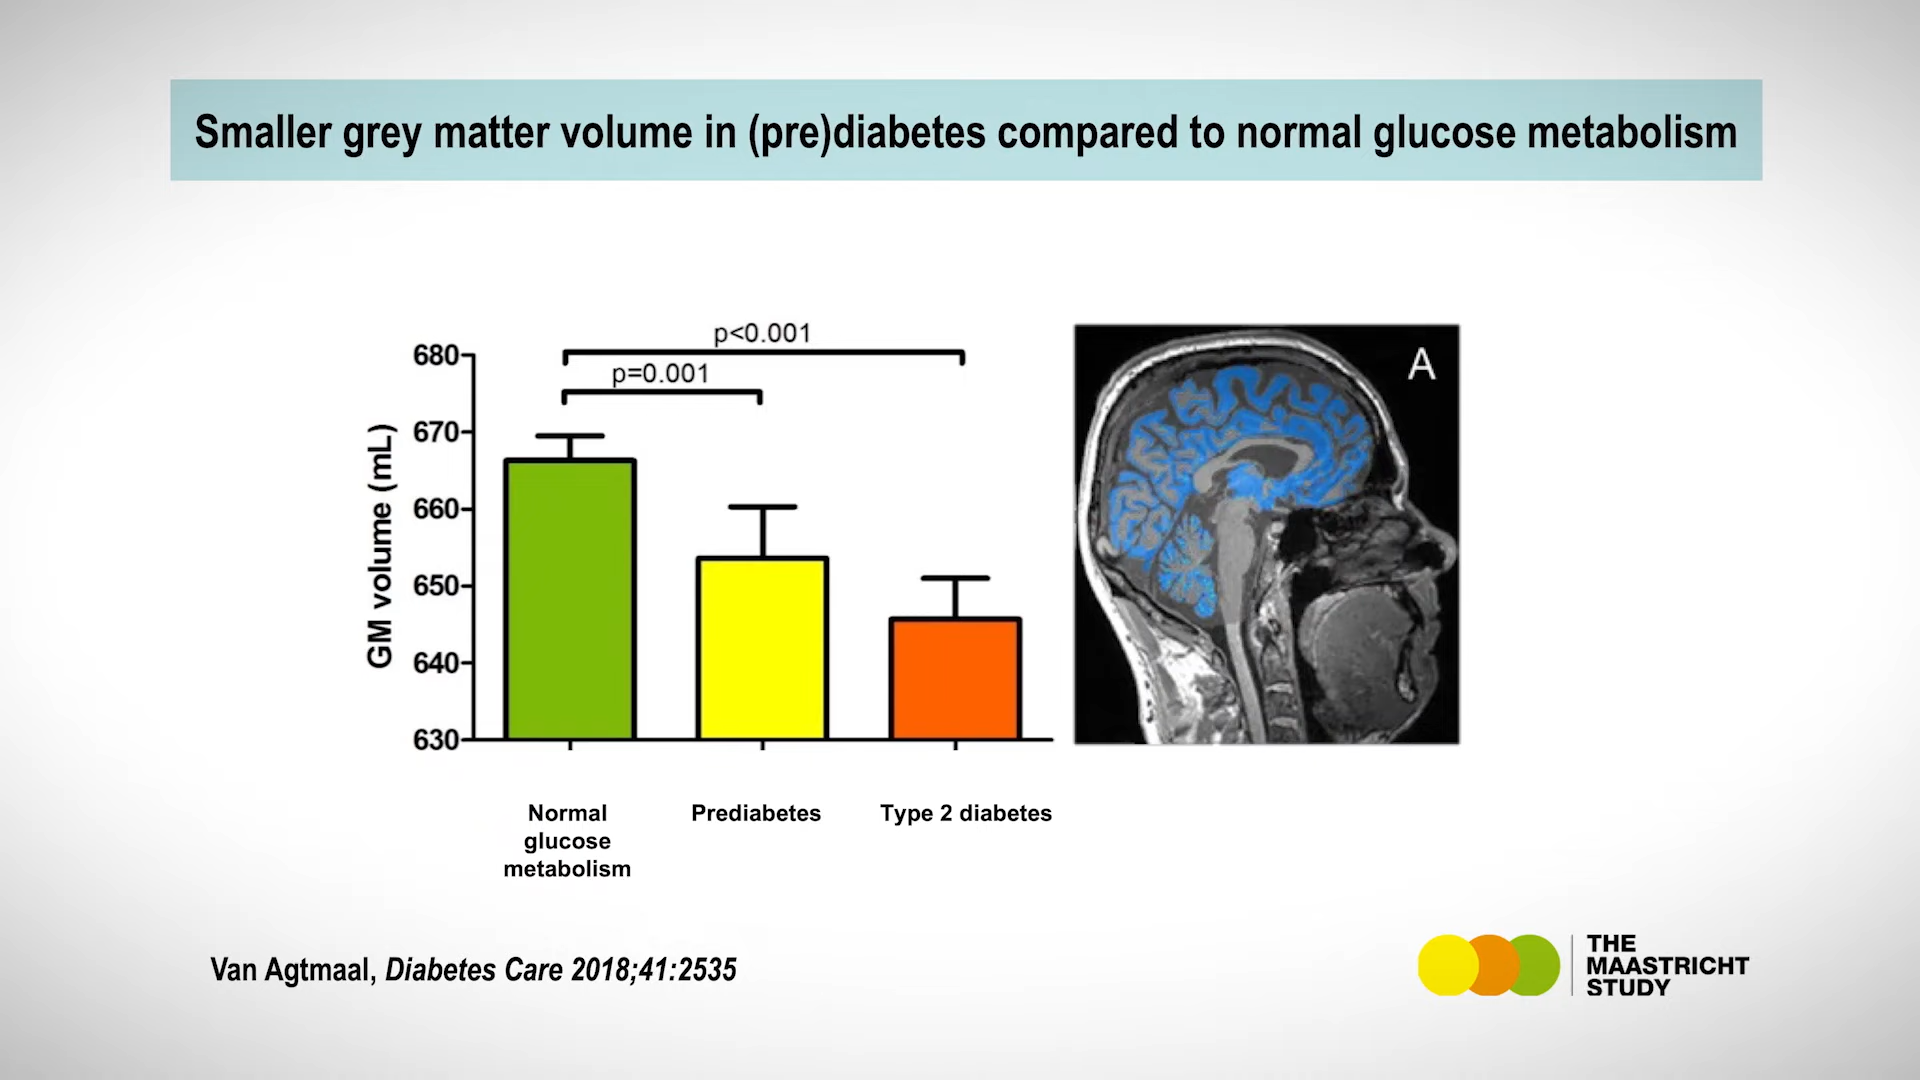 Smaller grey matter volume in (pre)diabetes compared to normal glucose metabolism
p<0.001
p=0.001
680
670
660
650
640
630
GM volume (mL)
A
Normal
glucose
metabolism
Prediabetes
Type 2 diabetes
Van Agtmaal, Diabetes Care 2018;41:2535
THE
MAASTRICHT
STUDY